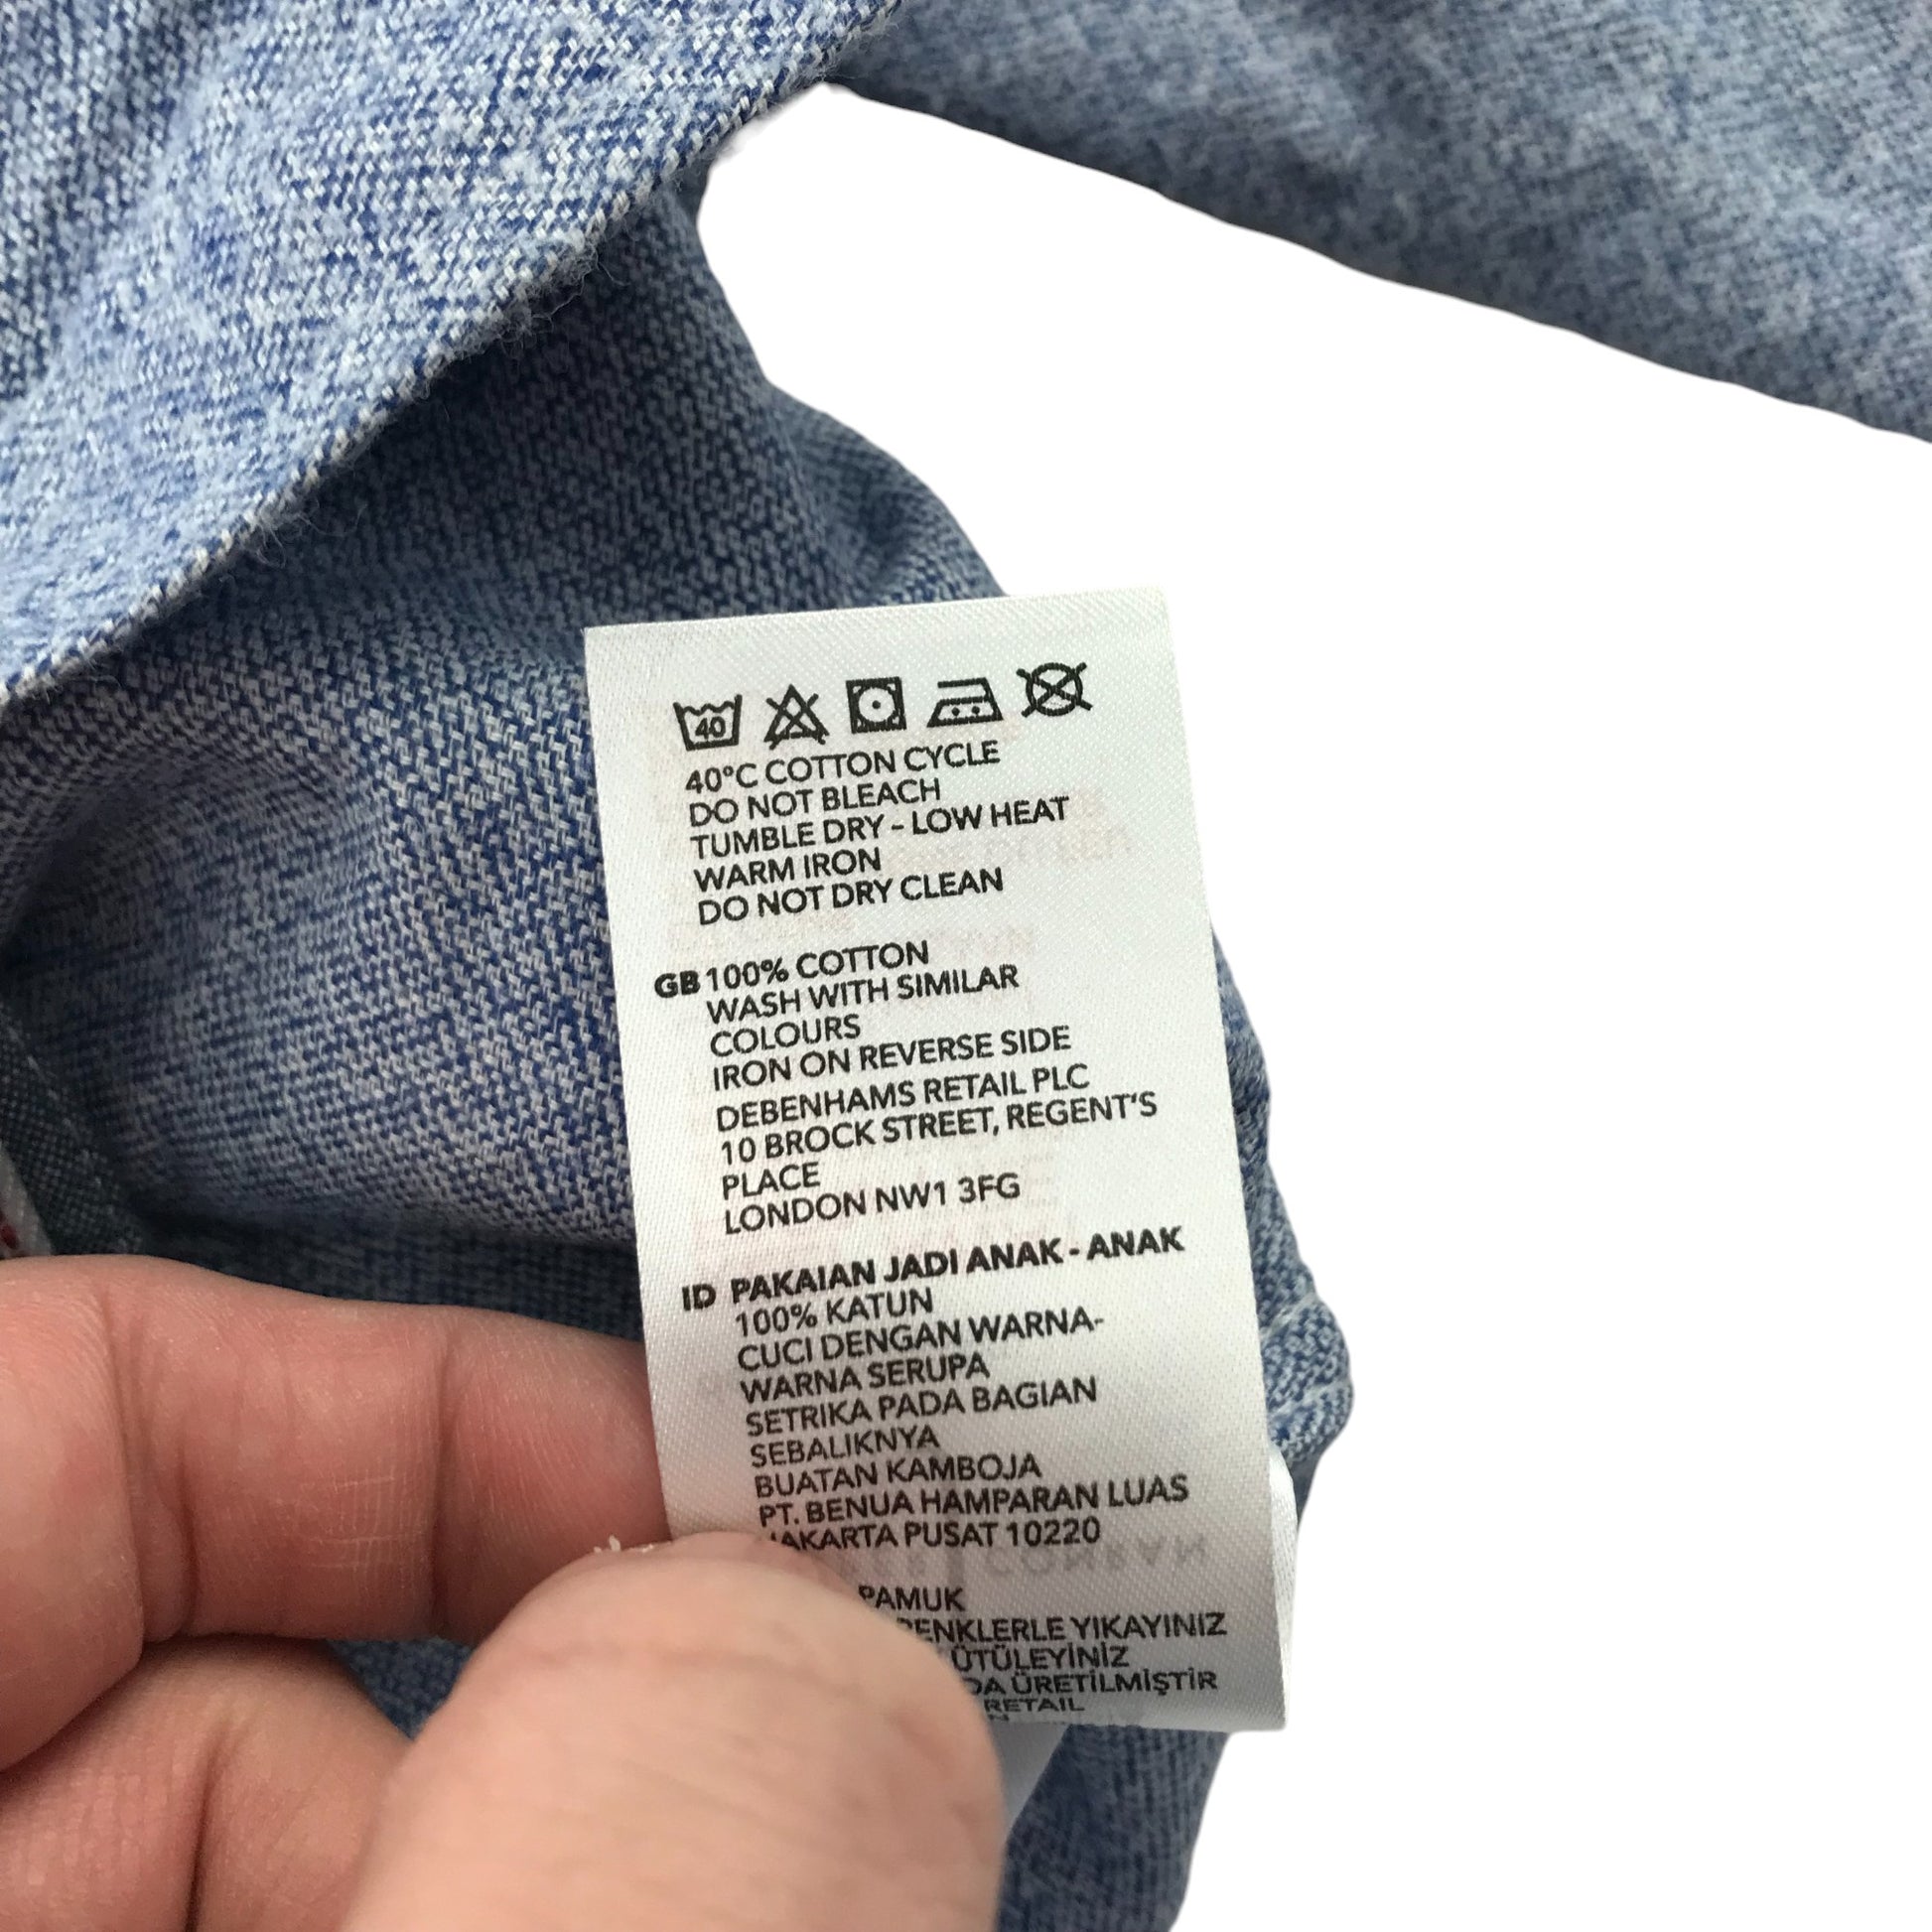 40
40°C COTTON CYCLE
DO NOT BLEACH
TUMBLE DRY - LOW HEAT
WARM IRON
DO NOT DRY CLEAN
GB 100% COTTON
WASH WITH SIMILAR
COLOURS
IRON ON REVERSE SIDE
DEBENHAMS RETAIL PLC
10 BROCK STREET, REGENT'S
PLACE
LONDON NW1 3FG
ID PAKAIAN JADI ANAK - ANAK
100% KATUN
CUCI DENGAN WARNA-
WARNA SERUPA
SETRIKA PADA BAGIAN
SEBALIKNYA
BUATAN KAMBOJA
PT. BENUA HAMPARAN LUAS
JAKARTA PUSAT 10220
PAMUK
RENKLERLE YIKAYINIZ
ÜTÜLEYİNİZ
DA ÜRETİLMİŞTİR
RETAIL